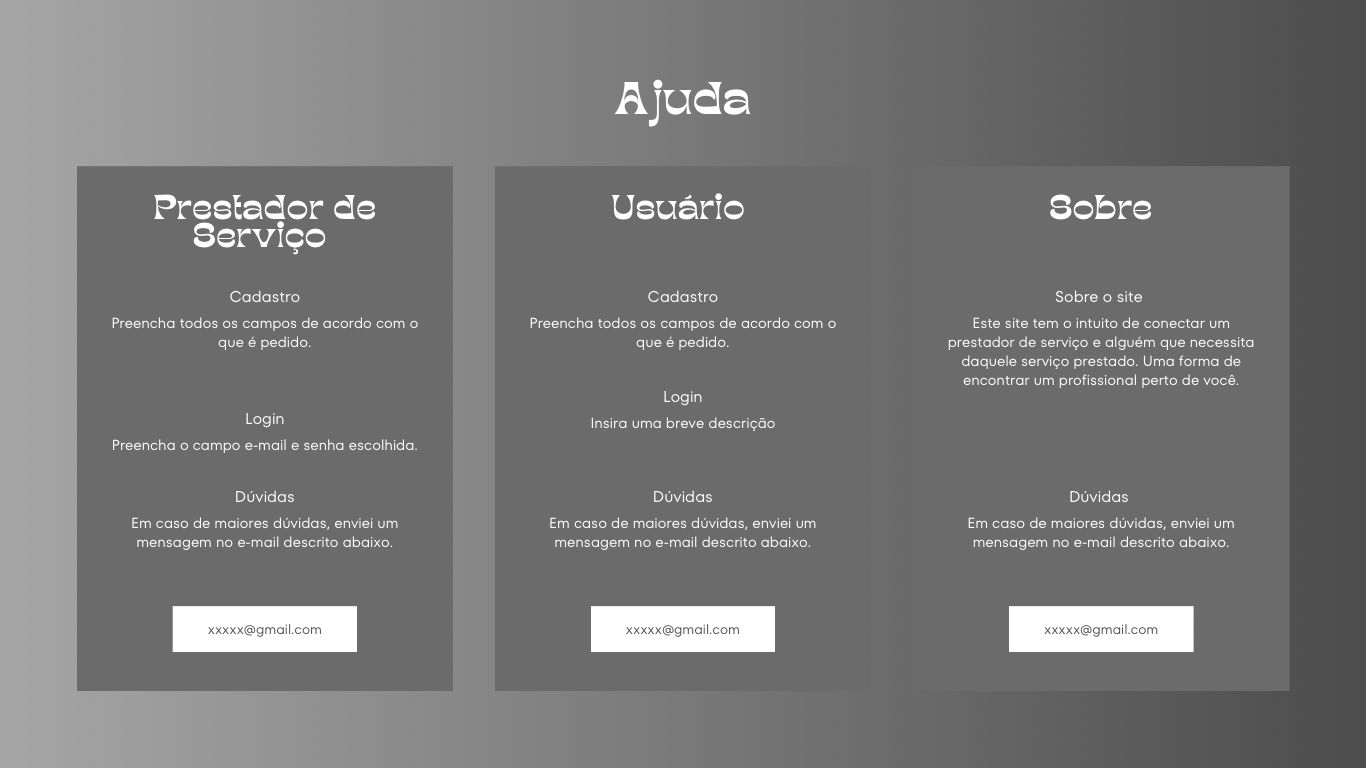 Ajuda
Prestador de
Serviço
Cadastro
Preencha todos os campos de acordo com o
que é pedido.
Login
Preencha o campo e-mail e senha escolhida.
Dúvidas
Em caso de maiores dúvidas, enviei um
mensagem no e-mail descrito abaixo.
xxxxx@gmail.com
Usuário
Cadastro
Preencha todos os campos de acordo com o
que é pedido.
Login
Insira uma breve descrição
Dúvidas
Em caso de maiores dúvidas, enviei um
mensagem no e-mail descrito abaixo.
xxxxx@gmail.com
Sobre
Sobre o site
Este site tem o intuito de conectar um
prestador de serviço e alguém que necessita
daquele serviço prestado. Uma forma de
encontrar um profissional perto de você.
Dúvidas
Em caso de maiores dúvidas, enviei um
mensagem no e-mail descrito abaixo.
xxxxx@gmail.com